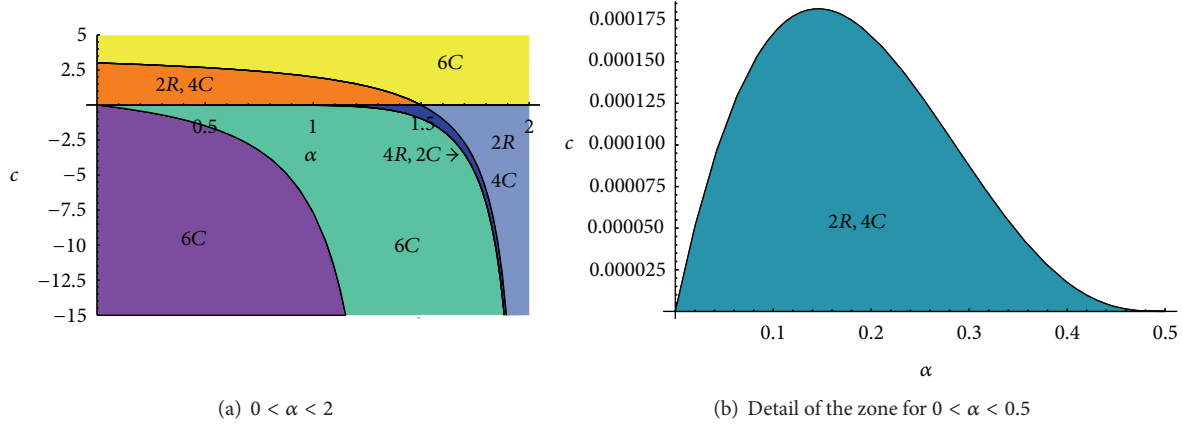 5
2.5
−2.5
−5
−7.5
−10
−12.5
−15
c
0.5
1
1.5
2
α
6C
2R, 4C
4R, 2C →
2R
4C
6C
6C
(a) 0 < α < 2
0.000175
0.000150
0.000125
0.000100
0.000075
0.000050
0.000025
c
2R, 4C
0.1
0.2
0.3
0.4
0.5
α
(b) Detail of the zone for 0 < α < 0.5